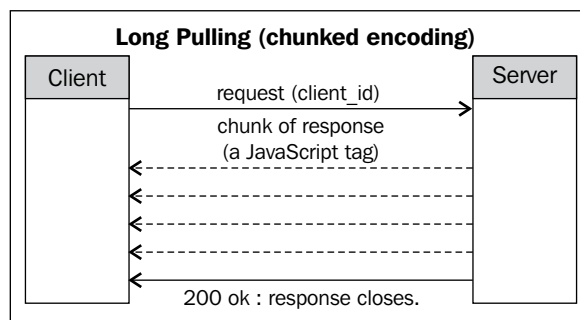 Long Pulling (chunked encoding)
Client
Server
request (client_id)
chunk of response
(a JavaScript tag)
200 ok : response closes.